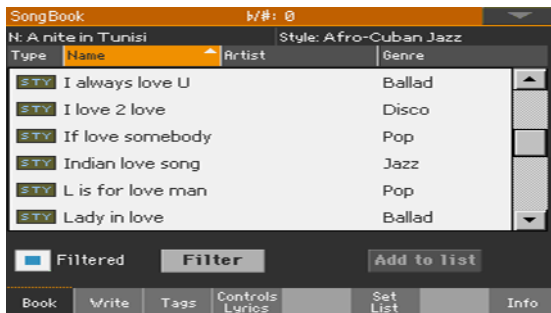 SongBook ♭/#: 0
N: A nite in Tunisi Style: Afro-Cuban Jazz
Type Name Artist Genre
STY I always love U Ballad
STY I love 2 love Disco
STY If love somebody Pop
STY Indian love song Jazz
STY L is for love man Pop
STY Lady in love Ballad
Filtered Filter Add to list
Book Write Tags Controls Lyrics Set List Info